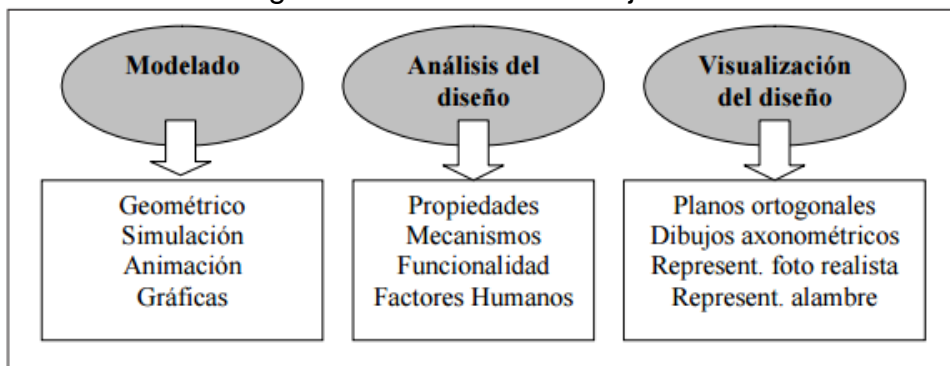 Modelado
Análisis del
diseño
Visualización
del diseño
Geométrico
Simulación
Animación
Gráficas
Propiedades
Mecanismos
Funcionalidad
Factores Humanos
Planos ortogonales
Dibujos axonométricos
Represent. foto realista
Represent. alambre